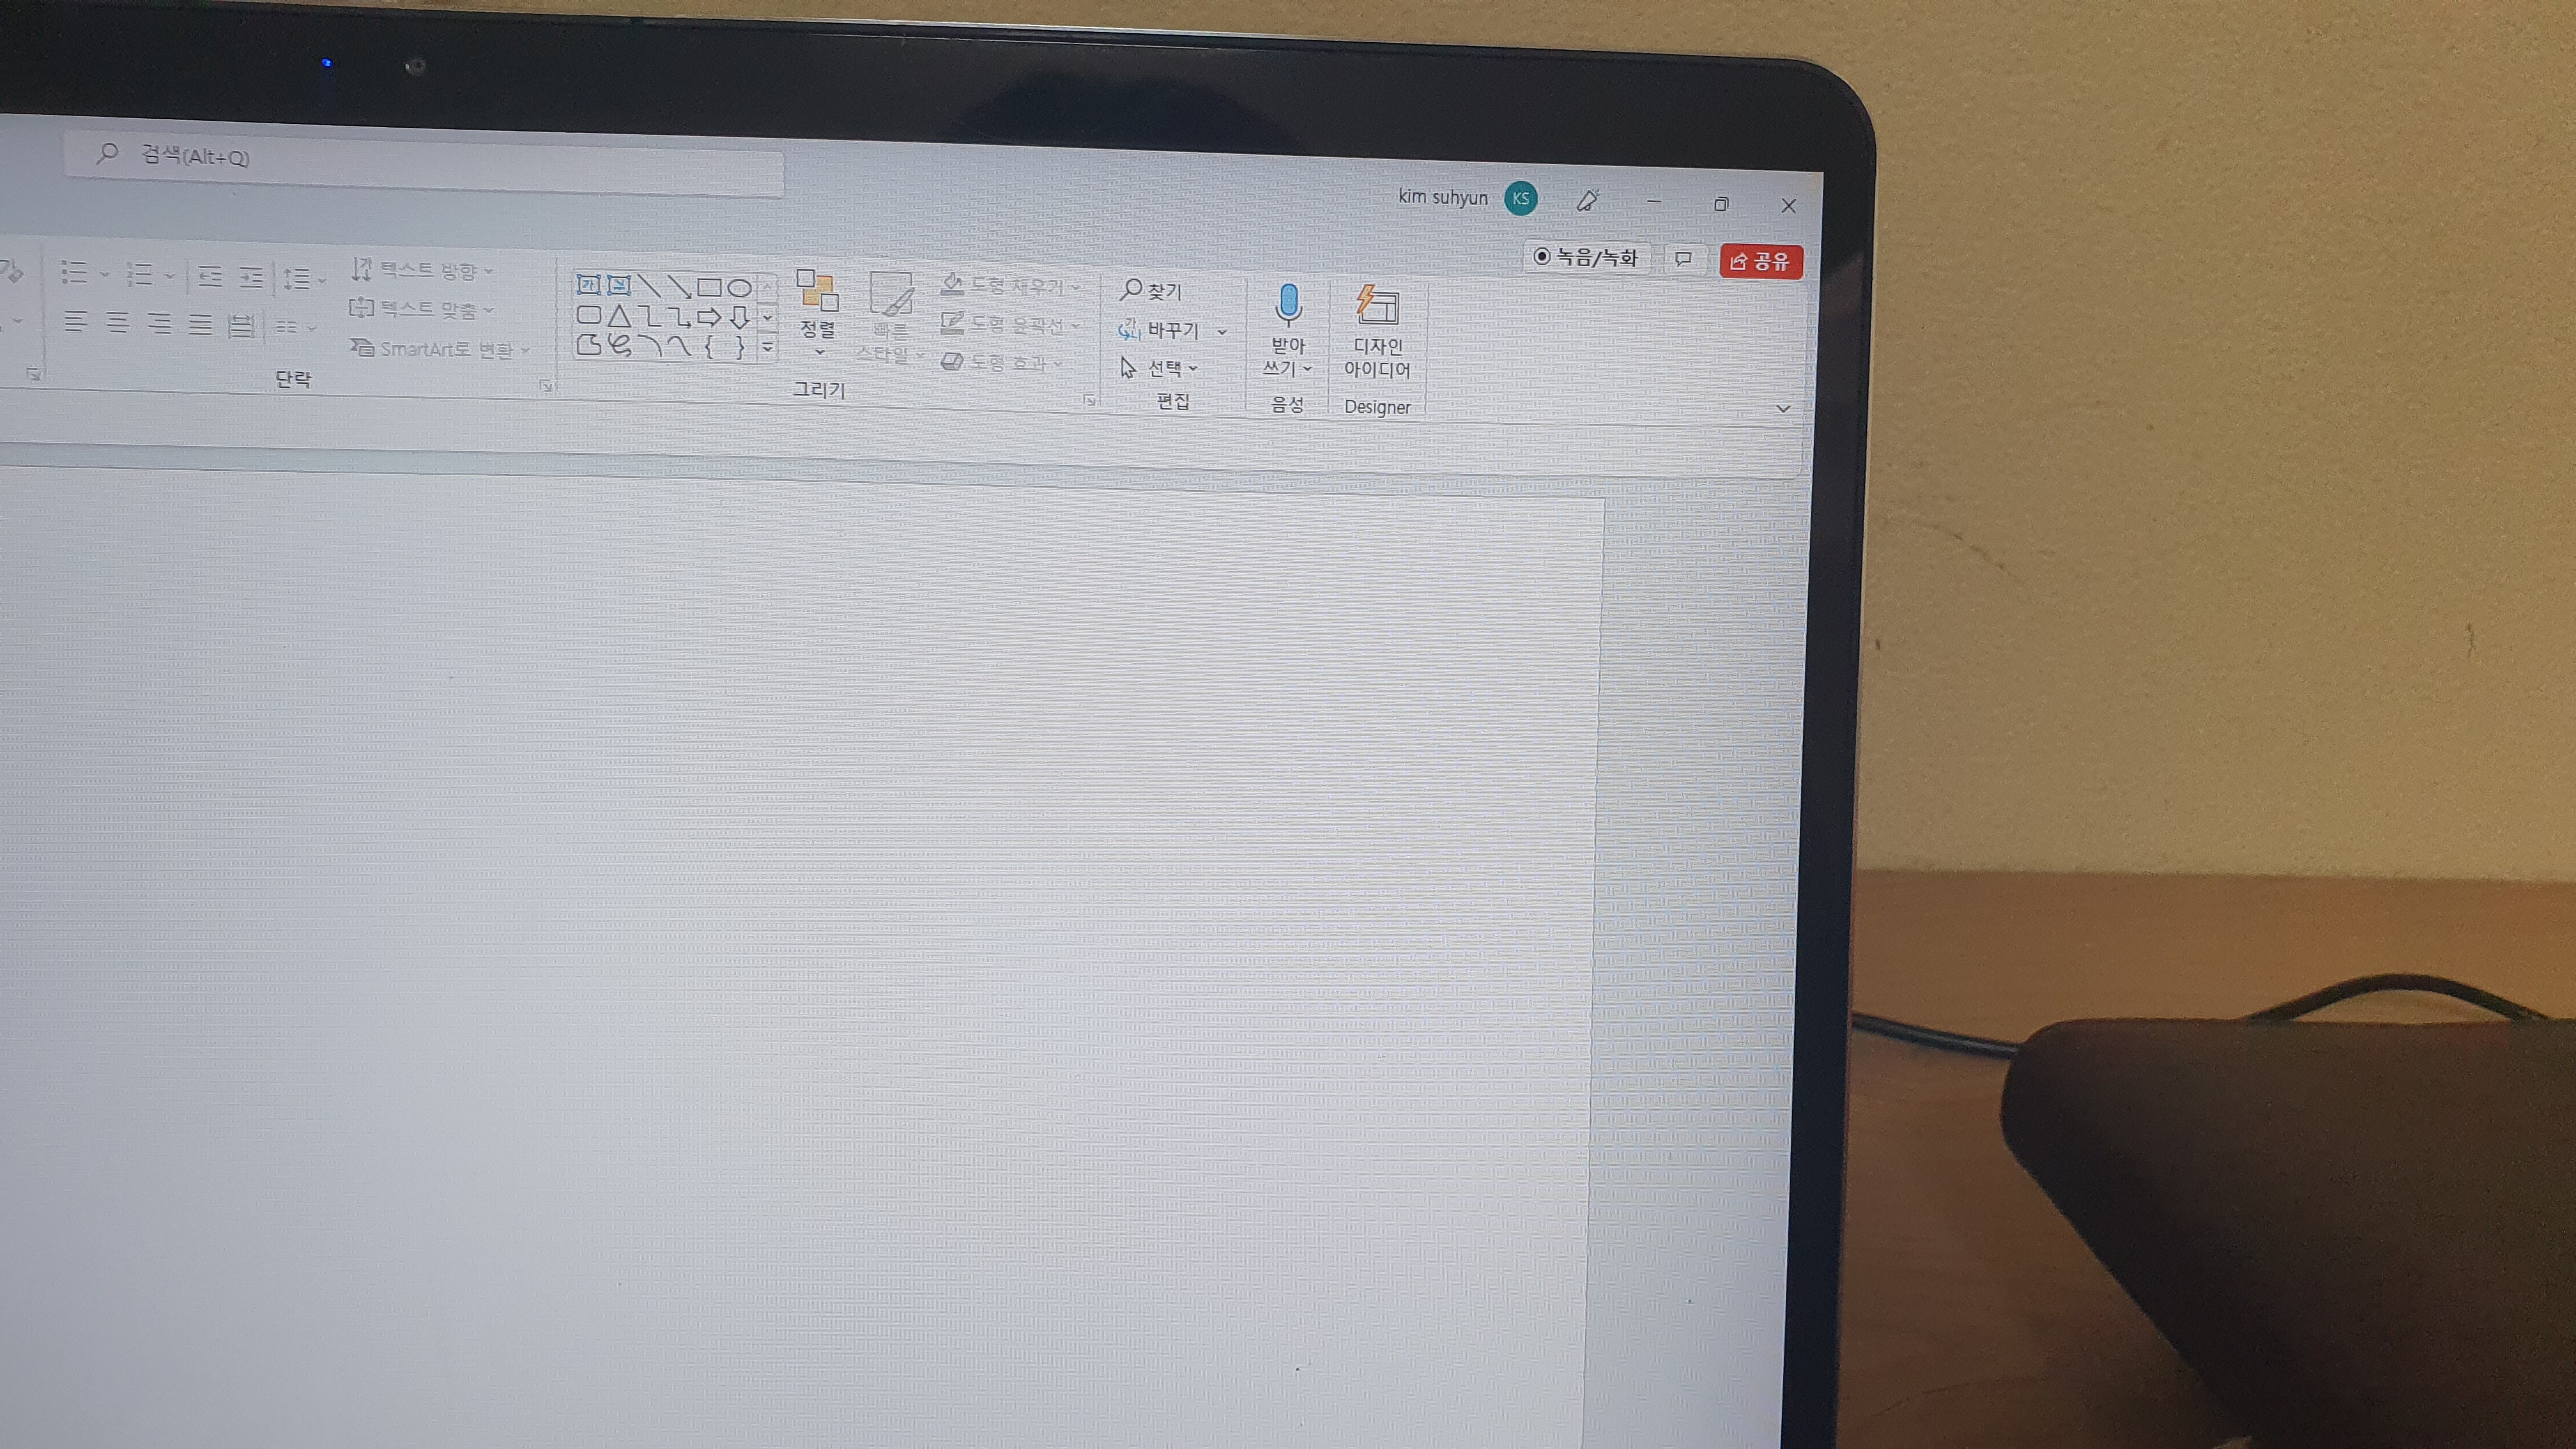 검색(Alt+Q)
kim suhyun KS
녹음/녹화 공유
텍스트 방향
텍스트 맞춤
SmartArt로 변환
단락
정렬
빠른
스타일
도형 채우기
도형 윤곽선
도형 효과
그리기
찾기
바꾸기
선택
편집
받아
쓰기
음성
디자인
아이디어
Designer